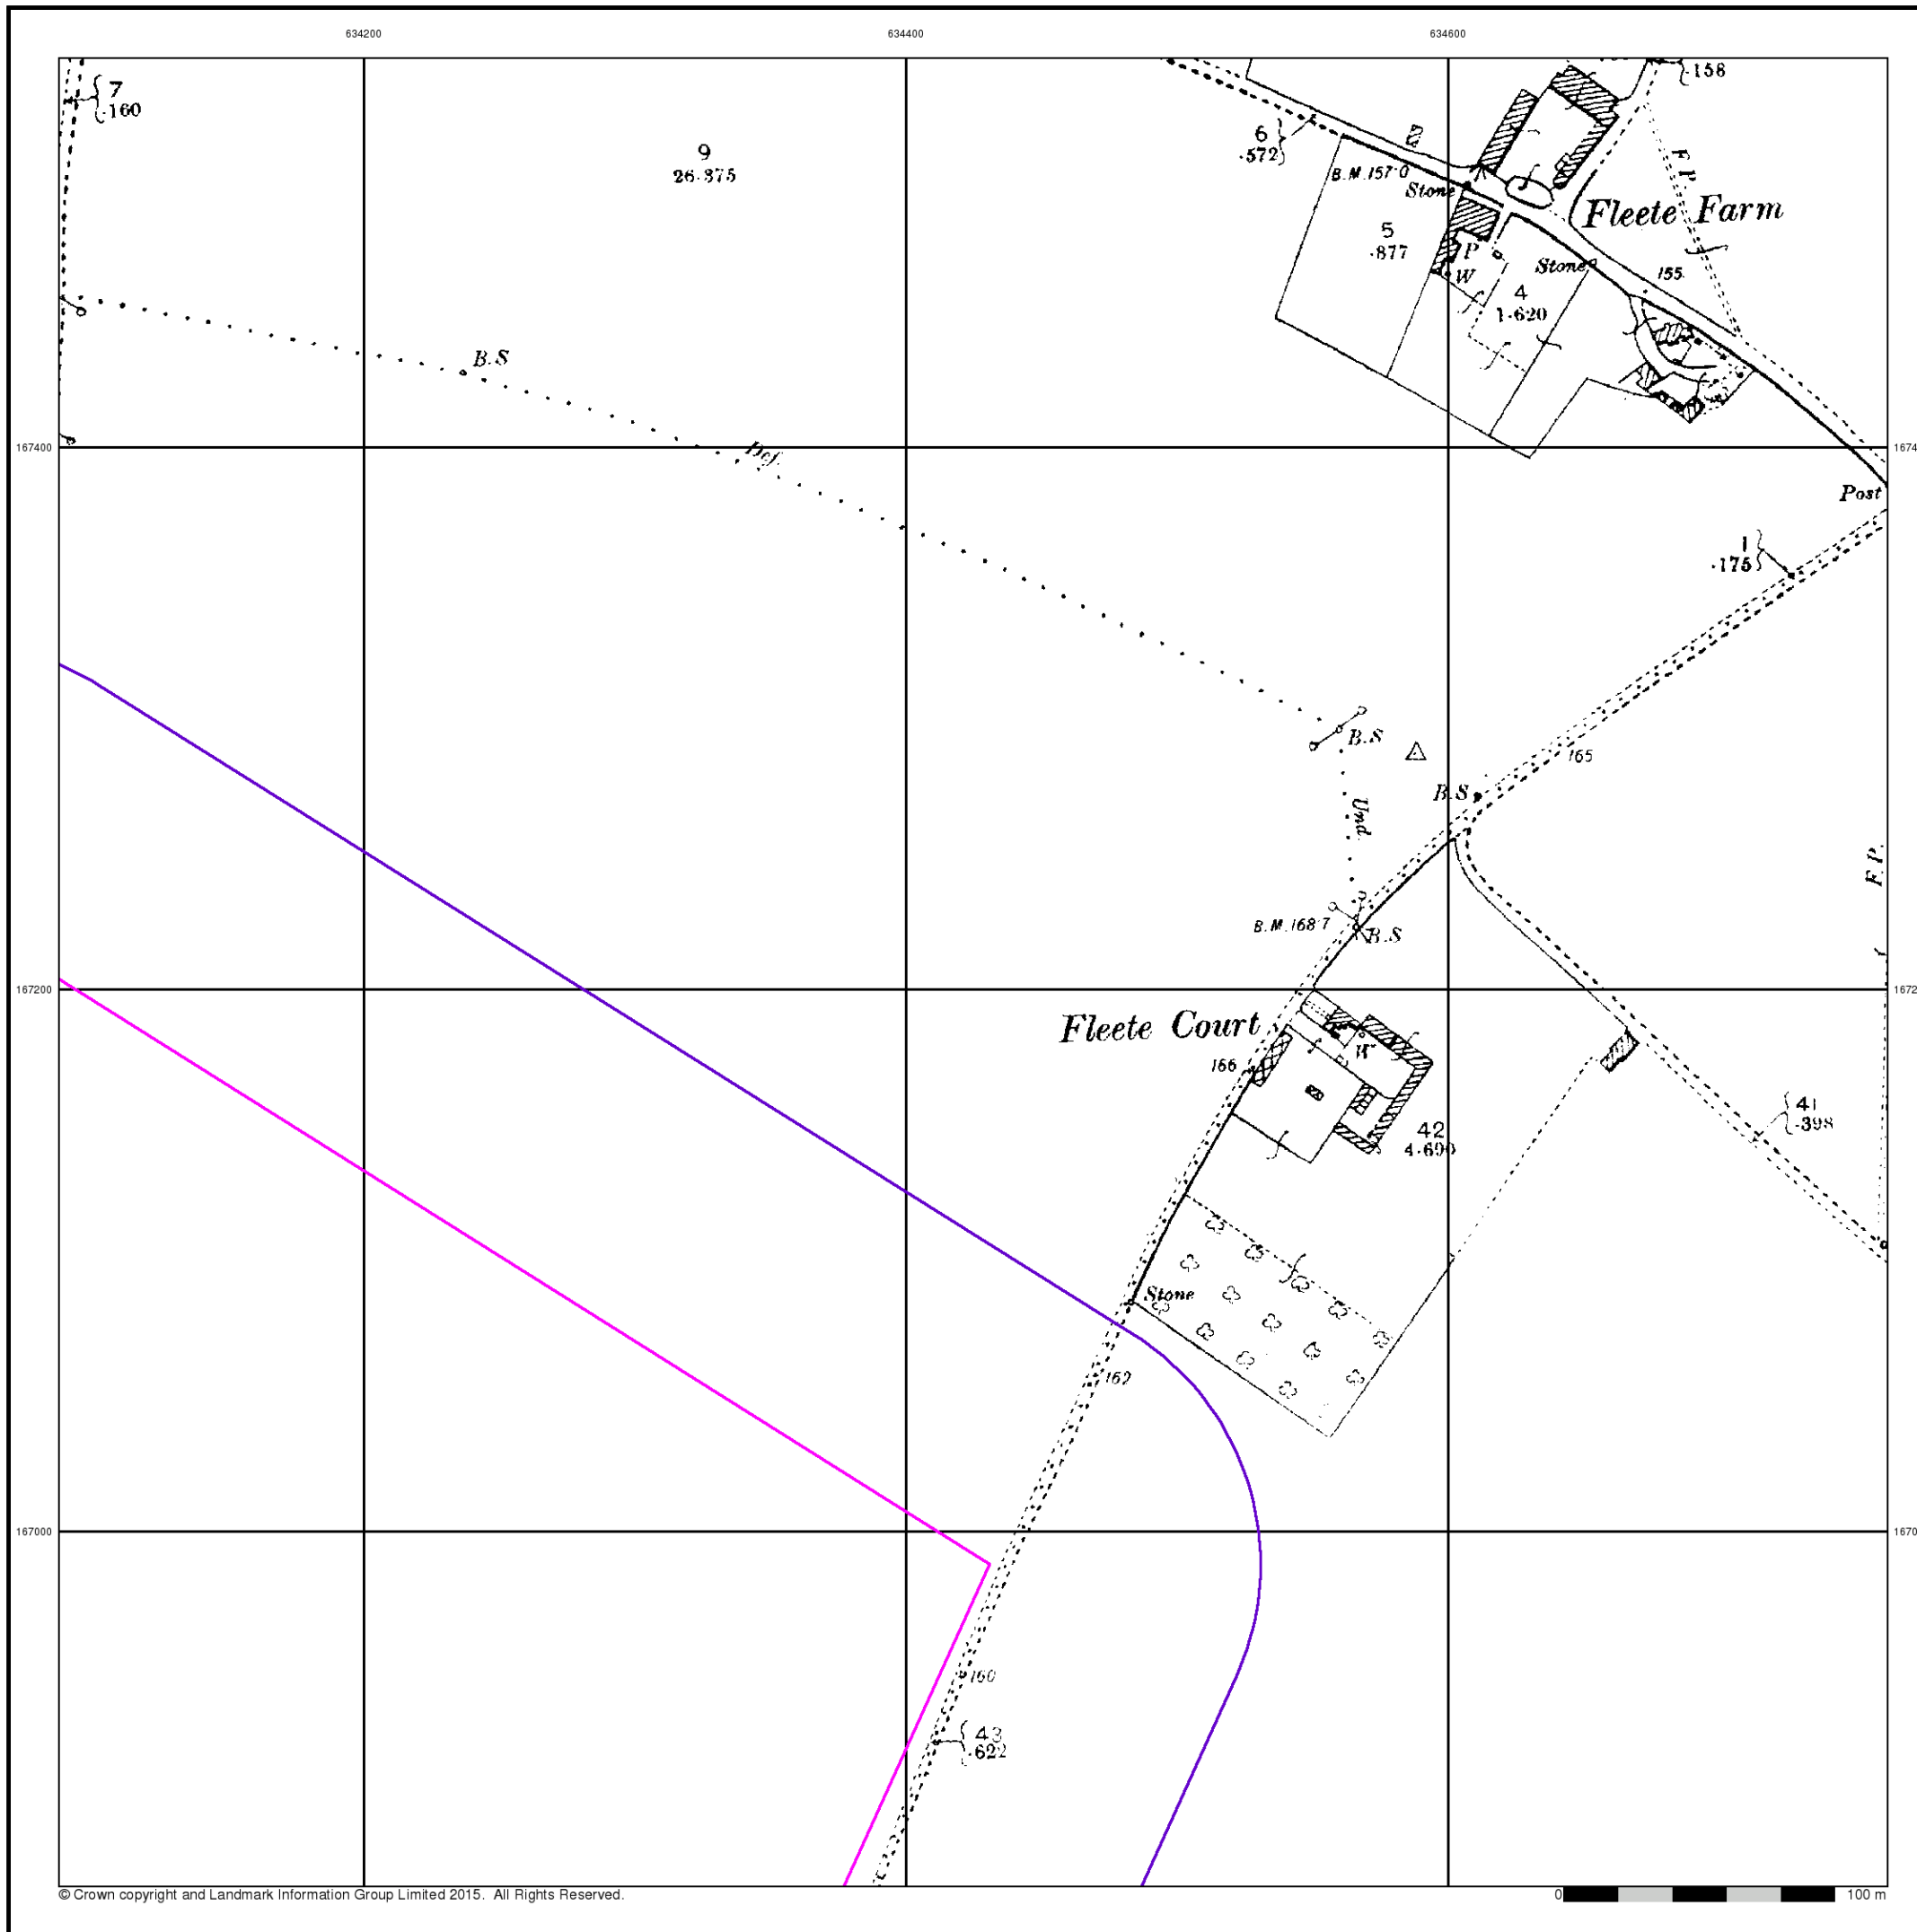 634200
634400
634600
7
.160
9
26.375
6
.572
B.M.157.0
Stone
.158
F.P.
Fleete Farm
5
.877
P
W
Stone
4
1.620
155
B.S
167400
Def.
1674
Post
1
.175
B.S
165
B.S
Und.
F.P.
B.M.168.7
B.S
167200
1672
Fleete Court
W
166
41
.398
42
4.690
Stone
162
167000
1670
160
43
.622
© Crown copyright and Landmark Information Group Limited 2015. All Rights Reserved.
0
100 m